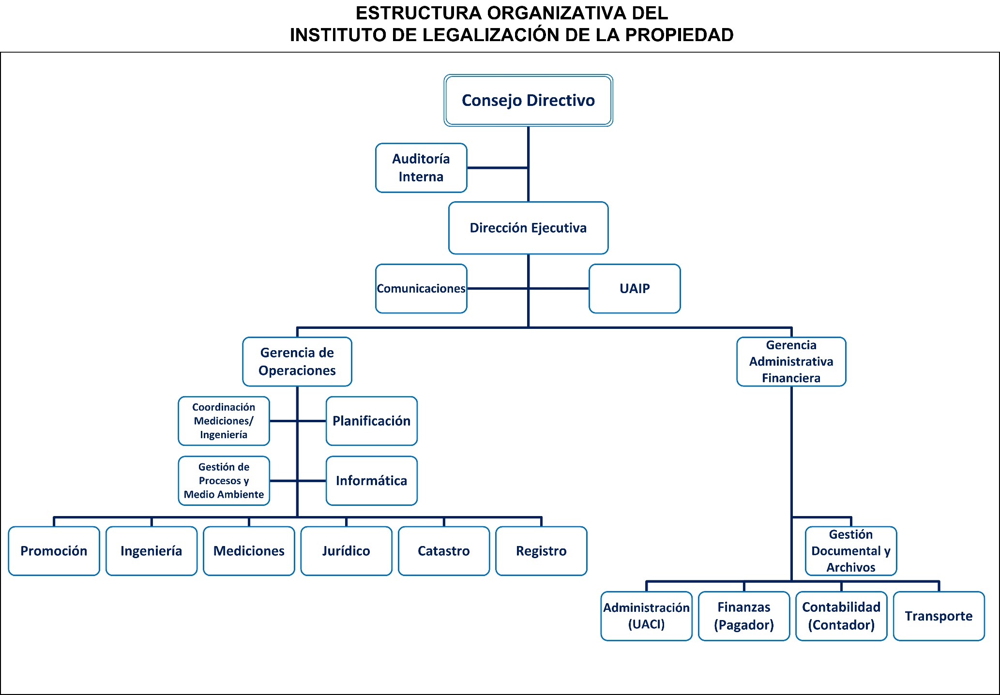 ESTRUCTURA ORGANIZATIVA DEL
INSTITUTO DE LEGALIZACIÓN DE LA PROPIEDAD
Consejo Directivo
Auditoría
Interna
Dirección Ejecutiva
Comunicaciones
UAIP
Gerencia de
Operaciones
Gerencia
Administrativa
Financiera
Coordinación
Mediciones/
Ingeniería
Planificación
Gestión de
Procesos y
Medio Ambiente
Informática
Promoción
Ingeniería
Mediciones
Jurídico
Catastro
Registro
Gestión
Documental y
Archivos
Administración
(UACI)
Finanzas
(Pagador)
Contabilidad
(Contador)
Transporte